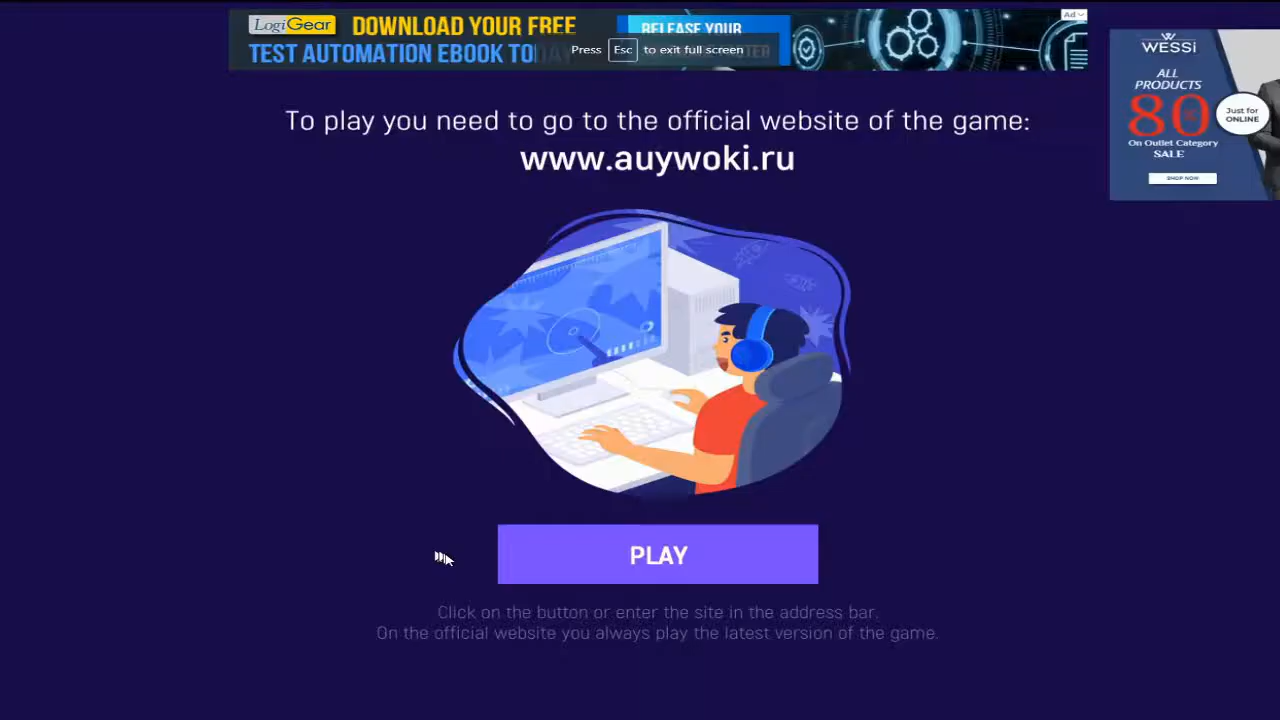 LogiGear
DOWNLOAD YOUR FREE
TEST AUTOMATION EBOOK TODAY
RELEASE YOUR
Ad
Press Esc to exit full screen
WESSi
ALL
PRODUCTS
80
Just for
ONLINE
On Outlet Category
SALE
SHOP NOW
To play you need to go to the official website of the game:
www.auywoki.ru
PLAY
Click on the button or enter the site in the address bar.
On the official website you always play the latest version of the game.